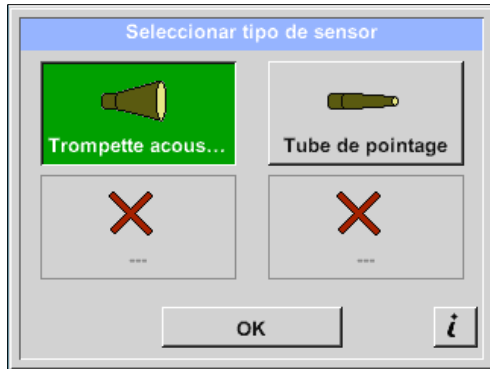 Seleccionar tipo de sensor
Trompette acous...
Tube de pointage
---
---
OK
i